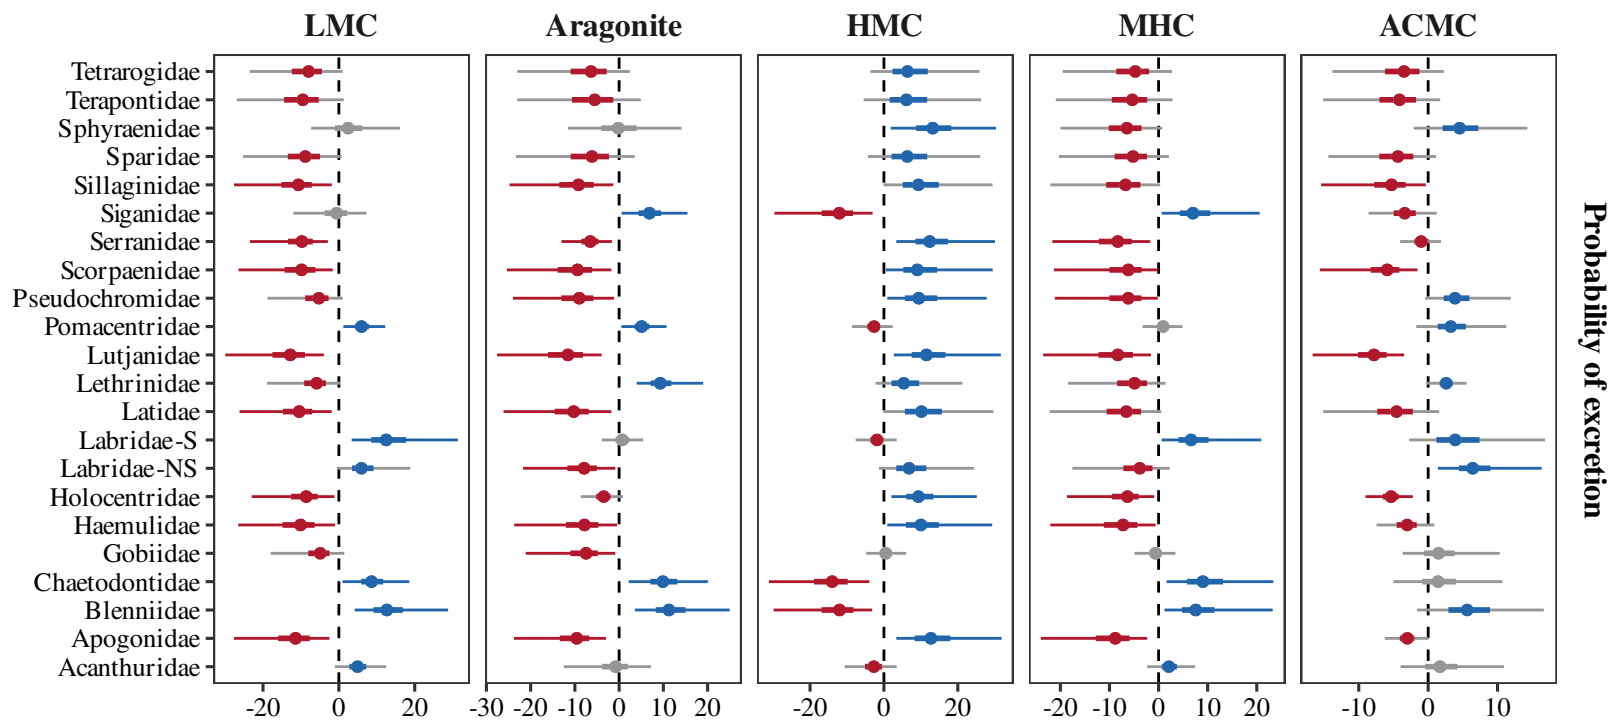 LMC Aragonite HMC MHC ACMC
Tetrarogidae
Terapontidae
Sphyraenidae
Sparidae
Sillaginidae
Siganidae
Serranidae
Scorpaenidae
Pseudochromidae
Pomacentridae
Lutjanidae
Lethrinidae
Latidae
Labridae-S
Labridae-NS
Holocentridae
Haemulidae
Gobiidae
Chaetodontidae
Blenniidae
Apogonidae
Acanthuridae
-20 0 20 -30 -20 -10 0 10 20 -20 0 20 -20 -10 0 10 20 -10 0 10
Probability of excretion